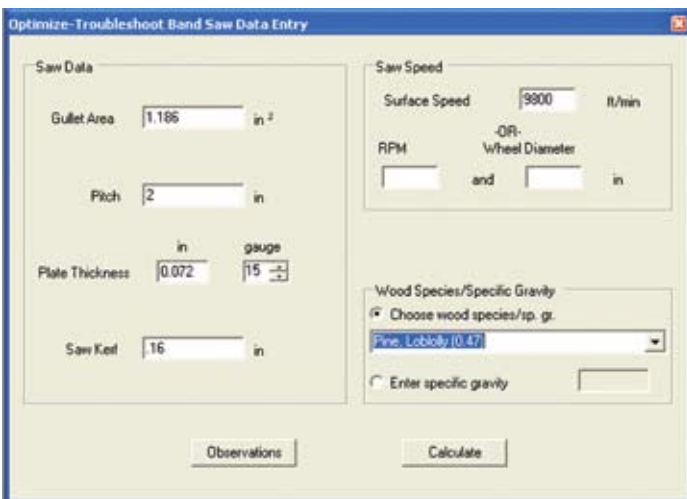 Optimize-Troubleshoot Band Saw Data Entry
Saw Data
Gullet Area 1.186 in ²
Pitch 2 in
in gauge
Plate Thickness 0.072 15
Saw Kerf .16 in
Saw Speed
Surface Speed 9800 ft/min
-OR-
RPM Wheel Diameter
and in
Wood Species/Specific Gravity
Choose wood species/sp. gr.
Pine, Loblolly (0.47)
Enter specific gravity
Observations Calculate